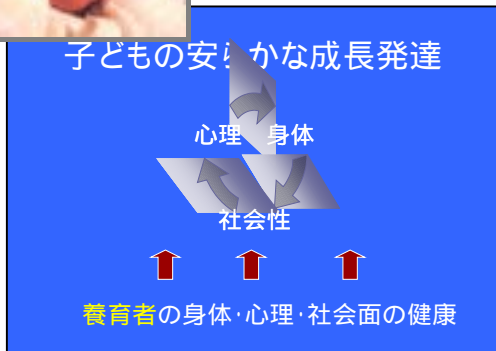 子どもの安らかな成長発達
心理 身体
社会性
養育者の身体・心理・社会面の健康